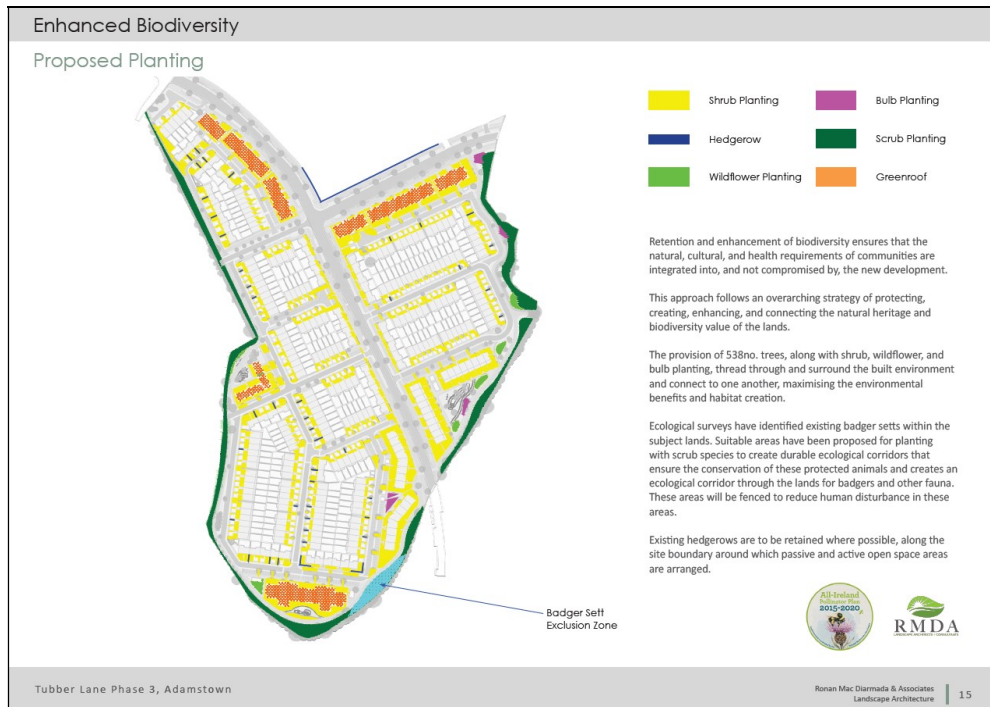 Enhanced Biodiversity
Proposed Planting
Shrub Planting
Bulb Planting
Hedgerow
Scrub Planting
Wildflower Planting
Greenroof
Retention and enhancement of biodiversity ensures that the
natural, cultural, and health requirements of communities are
integrated into, and not compromised by, the new development.
This approach follows an overarching strategy of protecting,
creating, enhancing, and connecting the natural heritage and
biodiversity value of the lands.
The provision of 538no. trees, along with shrub, wildflower, and
bulb planting, thread through and surround the built environment
and connect to one another, maximising the environmental
benefits and habitat creation.
Ecological surveys have identified existing badger setts within the
subject lands. Suitable areas have been proposed for planting
with scrub species to create durable ecological corridors that
ensure the conservation of these protected animals and creates an
ecological corridor through the lands for badgers and other fauna.
These areas will be fenced to reduce human disturbance in these
areas.
Existing hedgerows are to be retained where possible, along the
site boundary around which passive and active open space areas
are arranged.
Badger Sett
Exclusion Zone
All-Ireland
Pollinator Plan
2015-2020
RMDA
LANDSCAPE ARCHITECTS + CONSULTANTS
Tubber Lane Phase 3, Adamstown
Ronan Mac Diarmada & Associates
Landscape Architecture
15